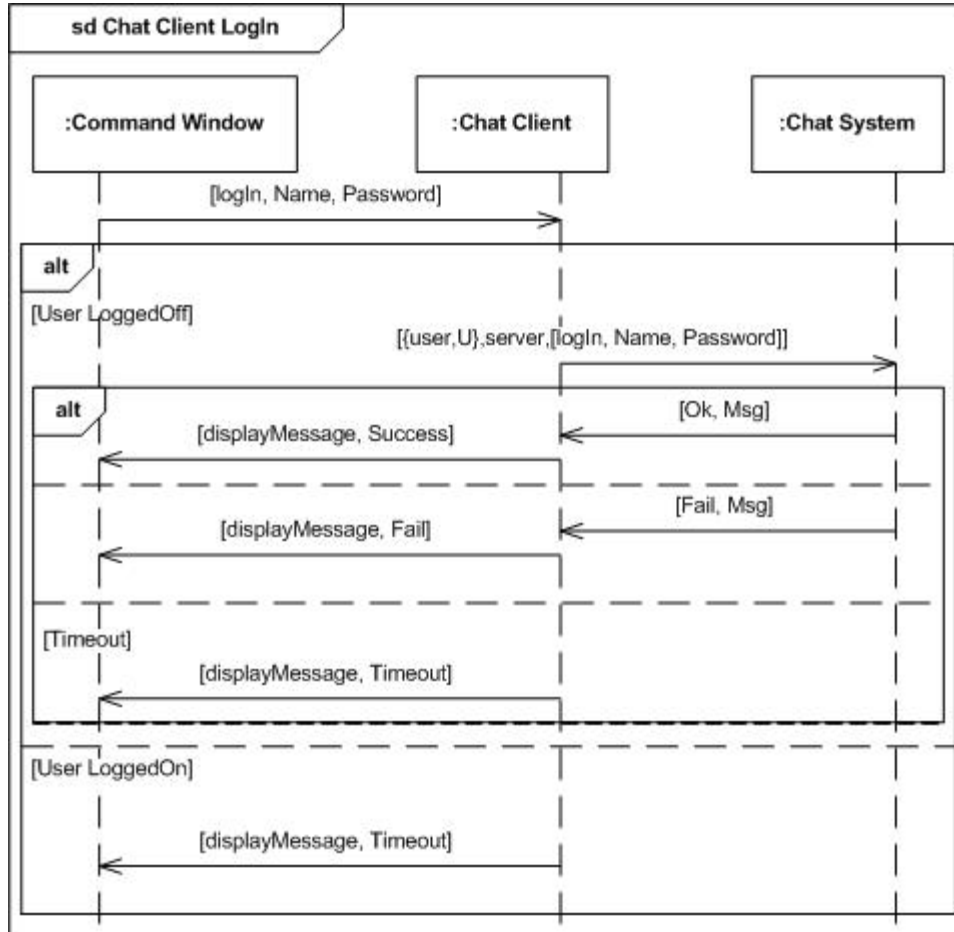 sd Chat Client LogIn
:Command Window
:Chat Client
:Chat System
[logIn, Name, Password]
alt
[User LoggedOff]
[{user,U},server,[logIn, Name, Password]]
alt
[Ok, Msg]
[displayMessage, Success]
[Fail, Msg]
[displayMessage, Fail]
[Timeout]
[displayMessage, Timeout]
[User LoggedOn]
[displayMessage, Timeout]